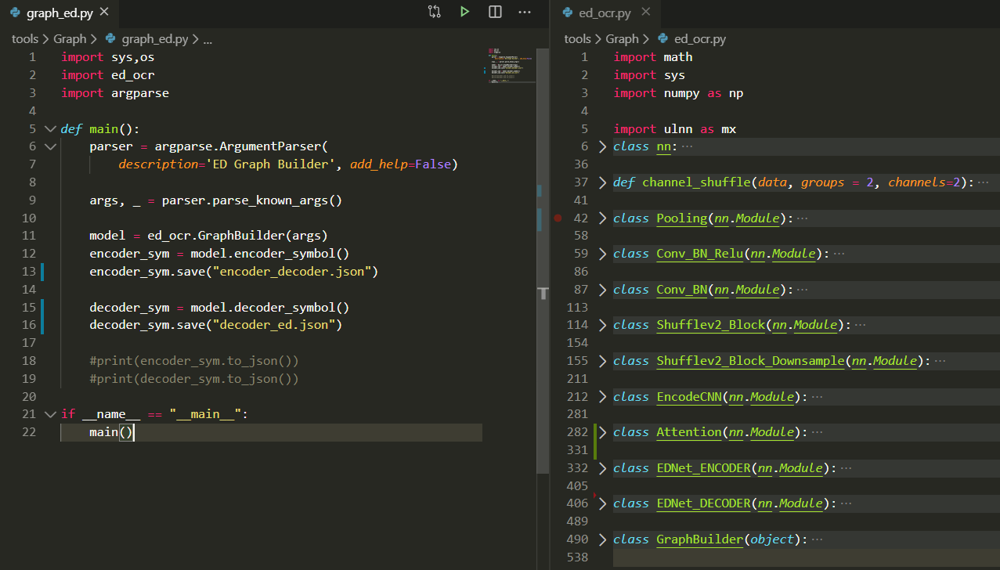 graph_ed.py
tools > Graph > graph_ed.py > ...
1 import sys,os
2 import ed_ocr
3 import argparse
4
5 def main():
6 parser = argparse.ArgumentParser(
7 description='ED Graph Builder', add_help=False)
8
9 args, _ = parser.parse_known_args()
10
11 model = ed_ocr.GraphBuilder(args)
12 encoder_sym = model.encoder_symbol()
13 encoder_sym.save("encoder_decoder.json")
14
15 decoder_sym = model.decoder_symbol()
16 decoder_sym.save("decoder_ed.json")
17
18 #print(encoder_sym.to_json())
19 #print(decoder_sym.to_json())
20
21 if __name__ == "__main__":
22 main()
ed_ocr.py
tools > Graph > ed_ocr.py
1 import math
2 import sys
3 import numpy as np
4
5 import ulnn as mx
6 class nn: ...
36
37 def channel_shuffle(data, groups = 2, channels=2): ...
41
42 class Pooling(nn.Module): ...
58
59 class Conv_BN_Relu(nn.Module): ...
86
87 class Conv_BN(nn.Module): ...
113
114 class Shufflev2_Block(nn.Module): ...
154
155 class Shufflev2_Block_Downsample(nn.Module): ...
211
212 class EncodeCNN(nn.Module): ...
281
282 class Attention(nn.Module): ...
331
332 class EDNet_ENCODER(nn.Module): ...
405
406 class EDNet_DECODER(nn.Module): ...
489
490 class GraphBuilder(object): ...
538